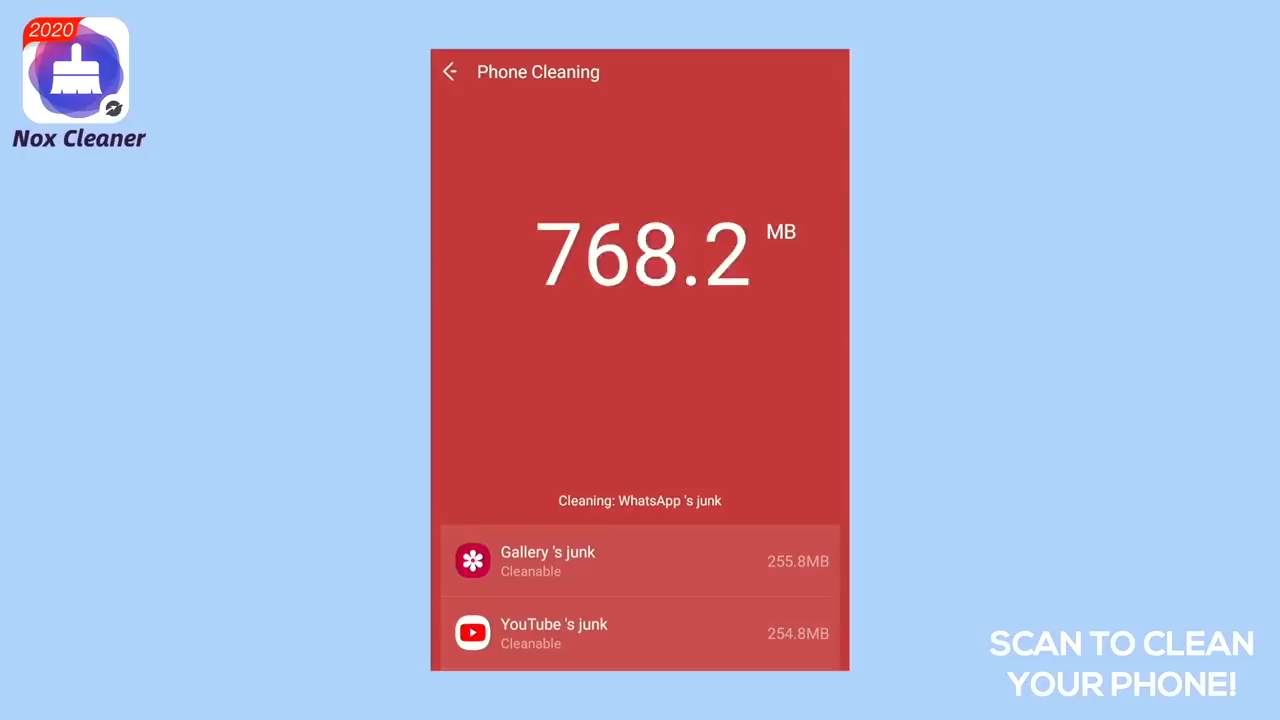 2020
Nox Cleaner
Phone Cleaning
768.2 MB
Cleaning: WhatsApp 's junk
Gallery 's junk
Cleanable
255.8MB
YouTube 's junk
Cleanable
254.8MB
SCAN TO CLEAN
YOUR PHONE!